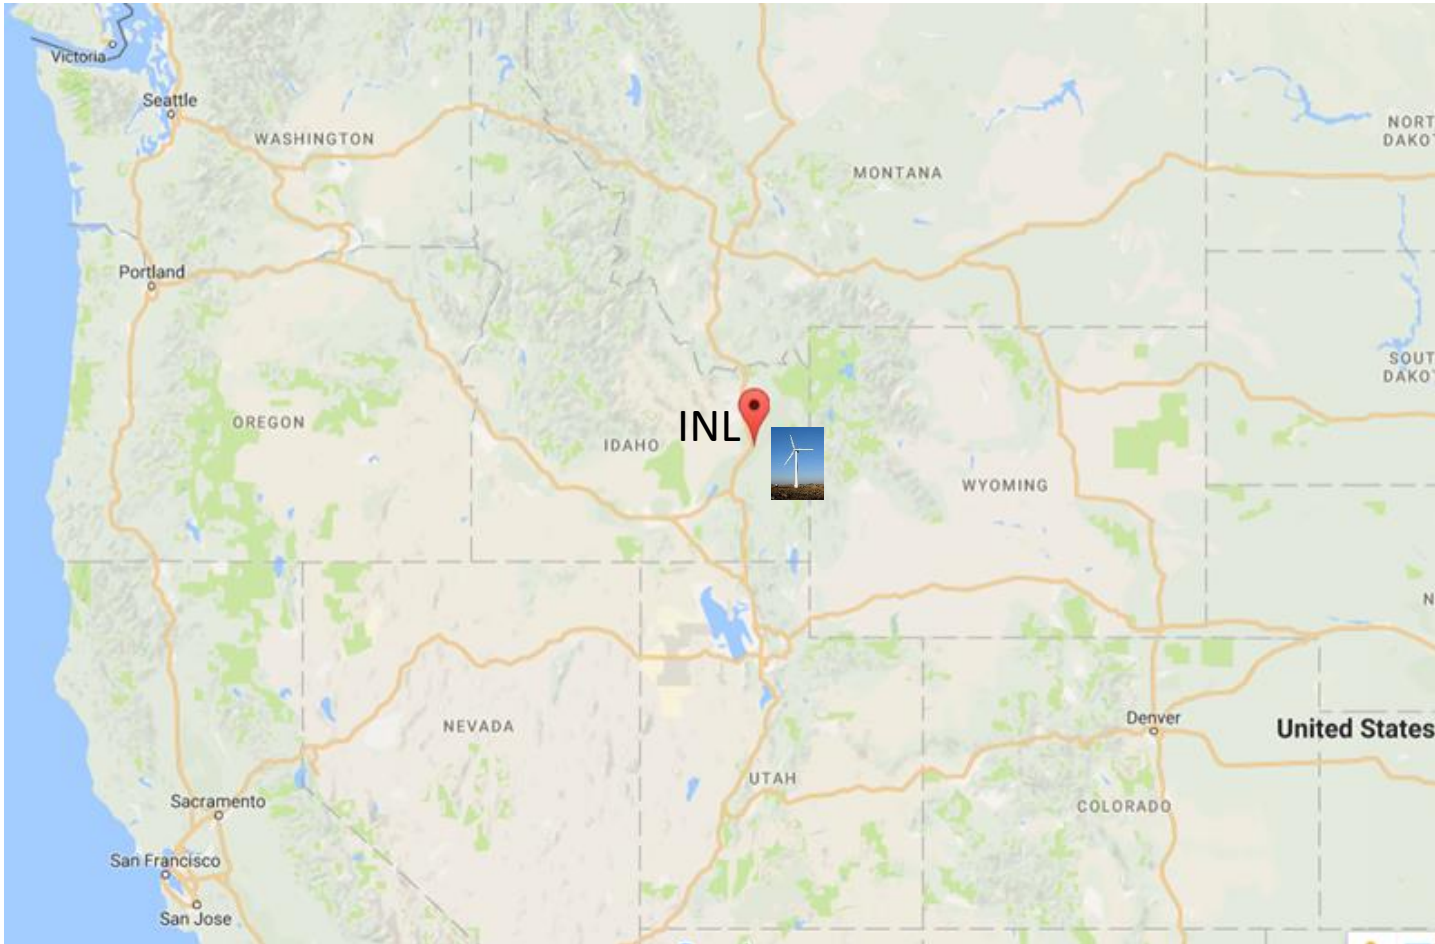 Victoria
Seattle
WASHINGTON
MONTANA
NORT
DAKO
Portland
SOUT
DAKO
OREGON
INL
IDAHO
WYOMING
N
NEVADA
Denver
United States
UTAH
Sacramento
COLORADO
San Francisco
San Jose